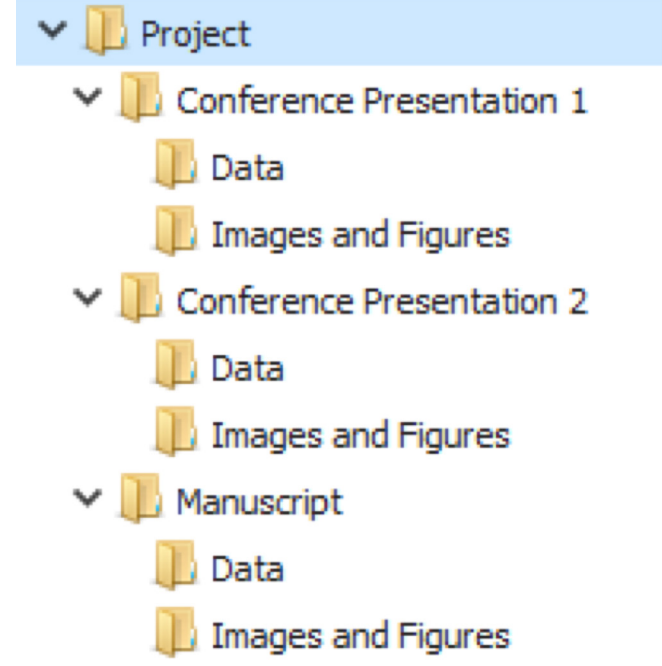 Project
Conference Presentation 1
Data
Images and Figures
Conference Presentation 2
Data
Images and Figures
Manuscript
Data
Images and Figures